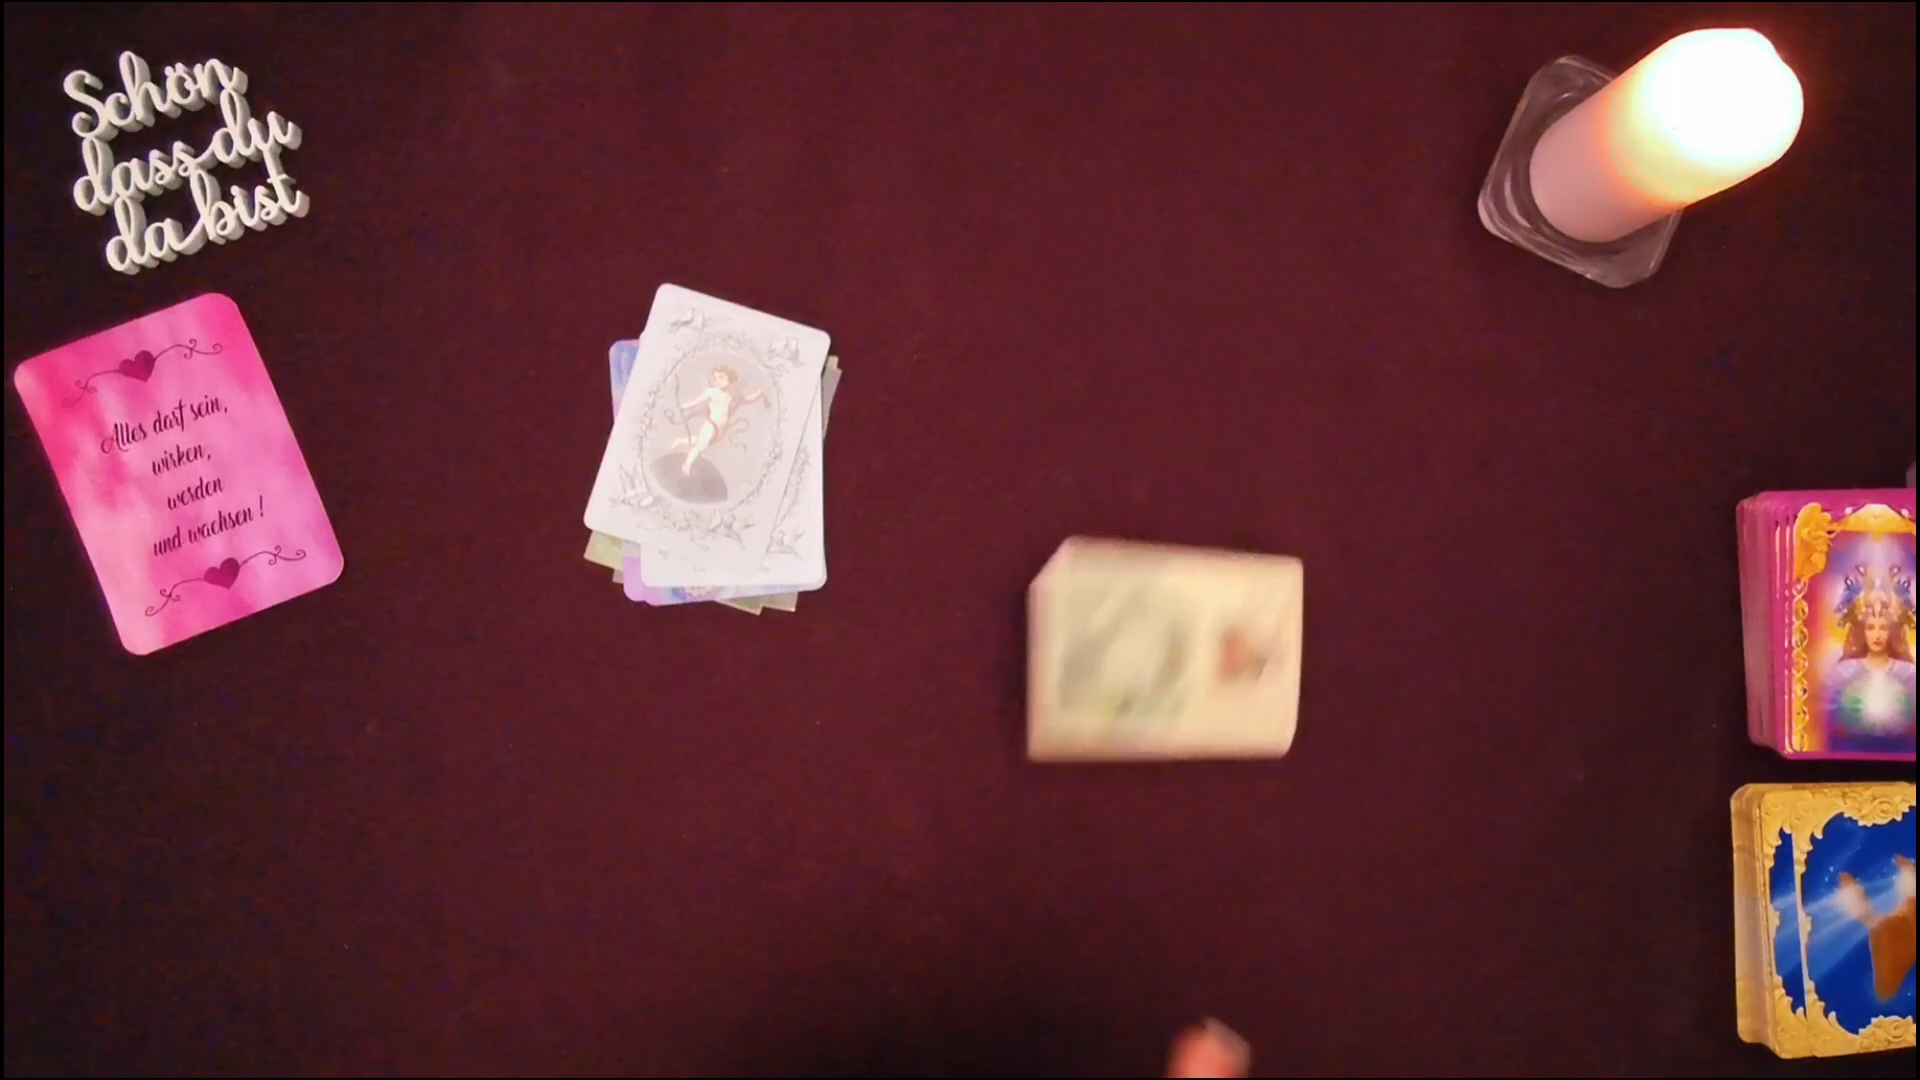 Schön
dass du
da bist
Alles darf sein,
wirken,
werden
und wachsen !